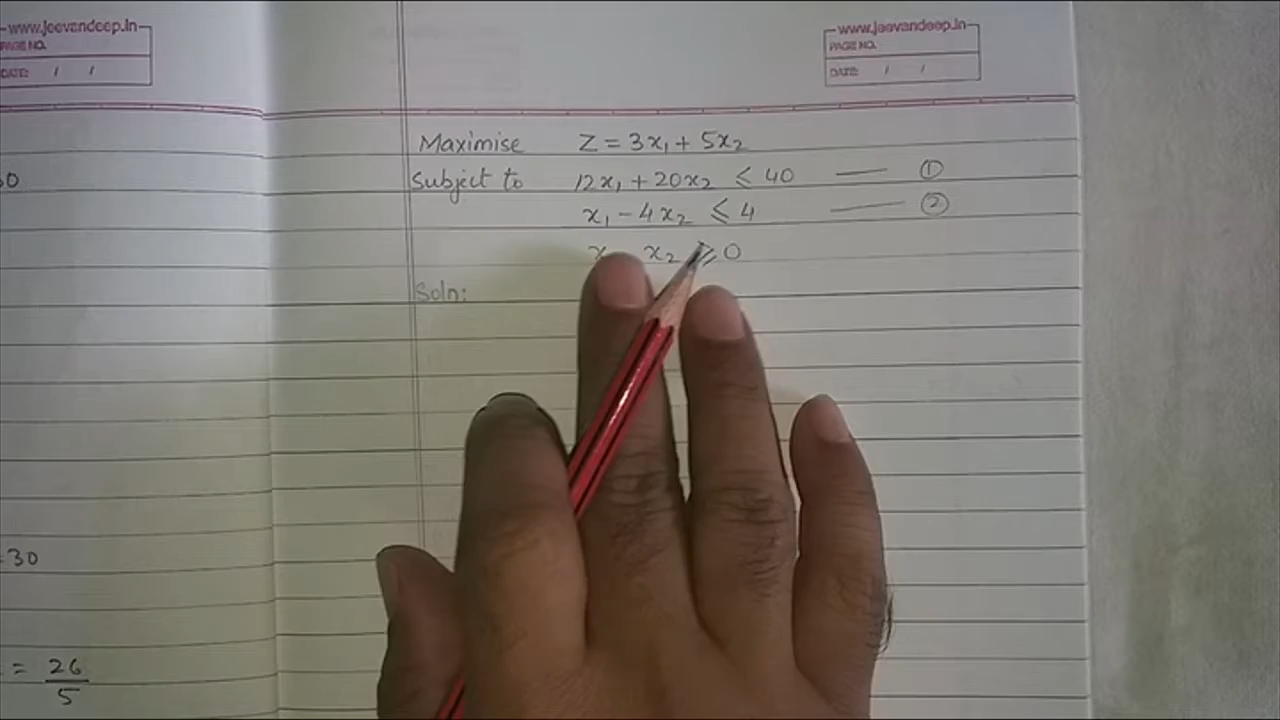 www.jeevandeep.in
PAGE NO.
DATE: / /
30
= 30
= 26/5
www.jeevandeep.in
PAGE NO.
DATE: / /
Maximise Z = 3x₁ + 5x₂
Subject to 12x₁ + 20x₂ ≤ 40 —— ①
x₁ - 4x₂ ≤ 4 —— ②
x x₂ ≥ 0
Soln: